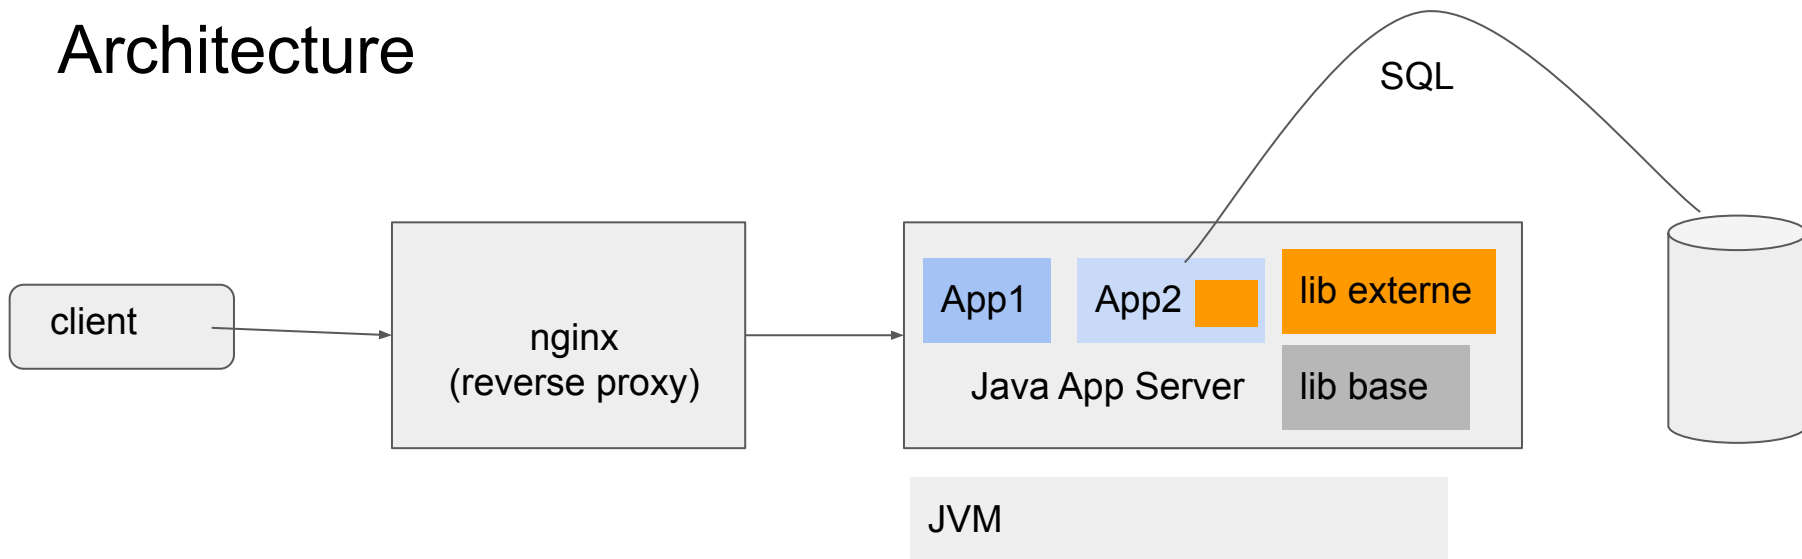 Architecture
SQL
client
nginx
(reverse proxy)
App1
App2
lib externe
Java App Server
lib base
JVM